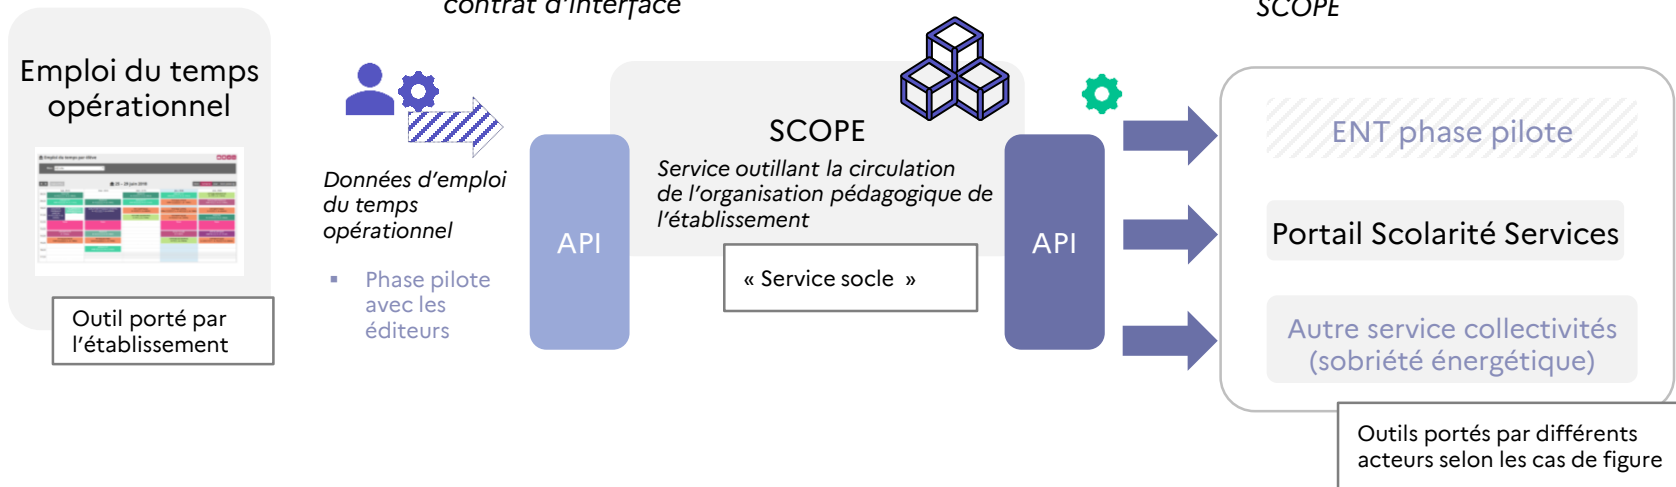 contrat d'interface
SCOPE
Emploi du temps
opérationnel
Outil porté par
l'établissement
Données d'emploi
du temps
opérationnel
▪ Phase pilote
avec les
éditeurs
API
SCOPE
Service outillant la circulation
de l'organisation pédagogique de
l'établissement
« Service socle »
API
ENT phase pilote
Portail Scolarité Services
Autre service collectivités
(sobriété énergétique)
Outils portés par différents
acteurs selon les cas de figure